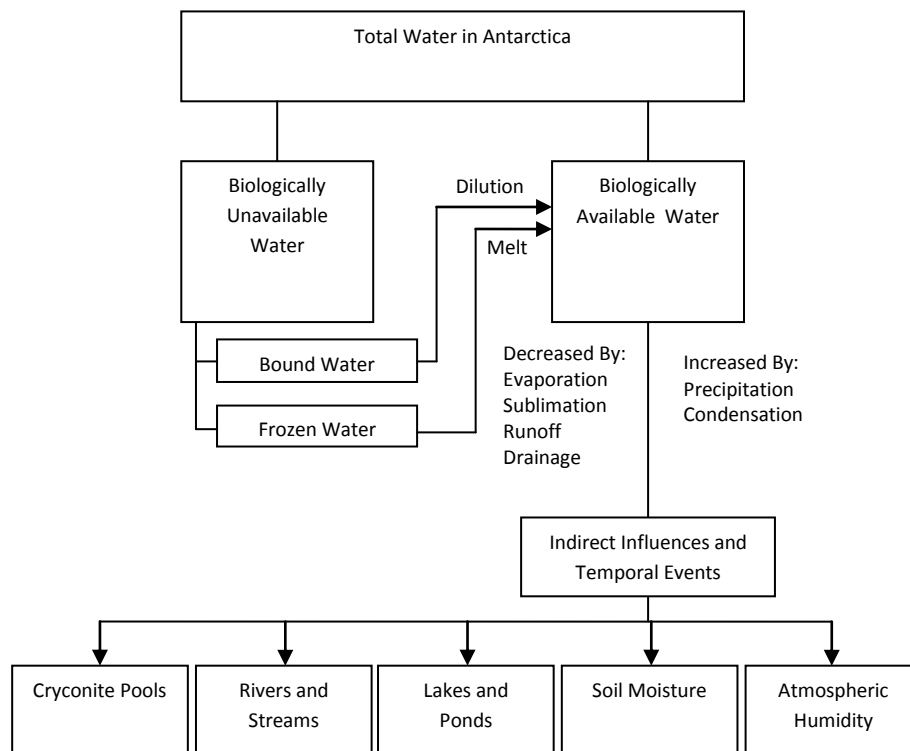 Total Water in Antarctica
Biologically
Unavailable
Water
Dilution
Melt
Biologically
Available Water
Bound Water
Frozen Water
Decreased By:
Evaporation
Sublimation
Runoff
Drainage
Increased By:
Precipitation
Condensation
Indirect Influences and
Temporal Events
Cryconite Pools
Rivers and
Streams
Lakes and
Ponds
Soil Moisture
Atmospheric
Humidity